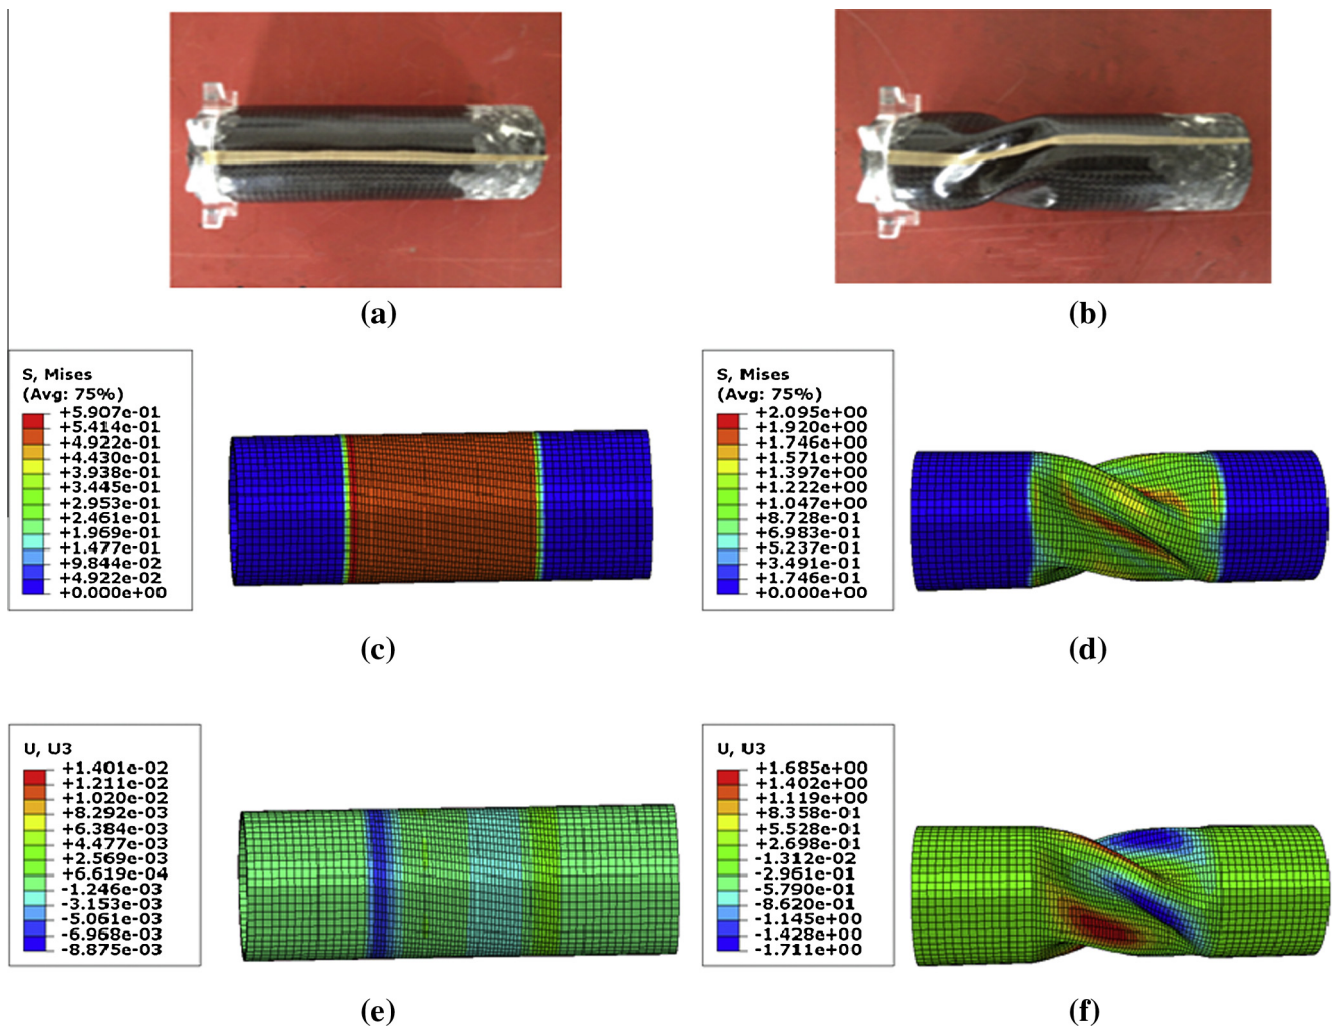 (a)
(b)
S, Mises
(Avg: 75%)
+5.907e-01
+5.414e-01
+4.922e-01
+4.430e-01
+3.938e-01
+3.445e-01
+2.953e-01
+2.461e-01
+1.969e-01
+1.477e-01
+9.844e-02
+4.922e-02
+0.000e+00
(c)
S, Mises
(Avg: 75%)
+2.095e+00
+1.920e+00
+1.746e+00
+1.571e+00
+1.397e+00
+1.222e+00
+1.047e+00
+8.728e-01
+6.983e-01
+5.237e-01
+3.491e-01
+1.746e-01
+0.000e+00
(d)
U, U3
+1.401e-02
+1.211e-02
+1.020e-02
+8.292e-03
+6.384e-03
+4.477e-03
+2.569e-03
+6.619e-04
-1.246e-03
-3.153e-03
-5.061e-03
-6.968e-03
-8.875e-03
(e)
U, U3
+1.685e+00
+1.402e+00
+1.119e+00
+8.358e-01
+5.528e-01
+2.698e-01
-1.312e-02
-2.961e-01
-5.790e-01
-8.620e-01
-1.145e+00
-1.428e+00
-1.711e+00
(f)